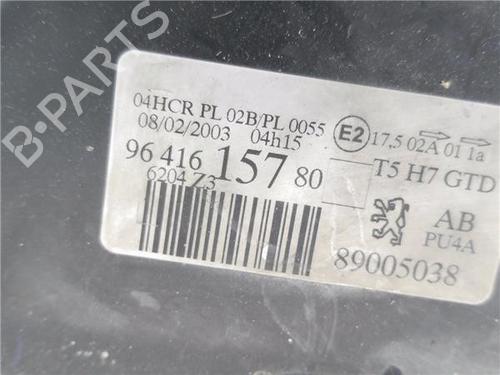 B-PARTS
04HCR PL 02B/PL 0055 E2 17,5 02A 01 1a
08/02/2003 04h15
96 416 157 80 T5 H7 GTD
6204 Z3
AB
PU4A
89005038